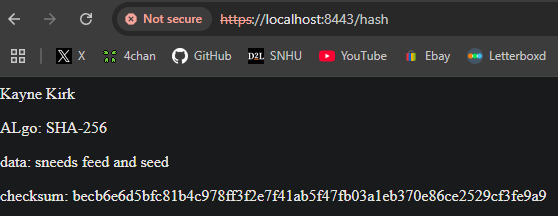 Not secure https://localhost:8443/hash
X 4chan GitHub D2L SNHU YouTube Ebay Letterboxd
Kayne Kirk
ALgo: SHA-256
data: sneeds feed and seed
checksum: becb6e6d5bfc81b4c978ff3f2e7f41ab5f47fb03a1eb370e86ce2529cf3fe9a9